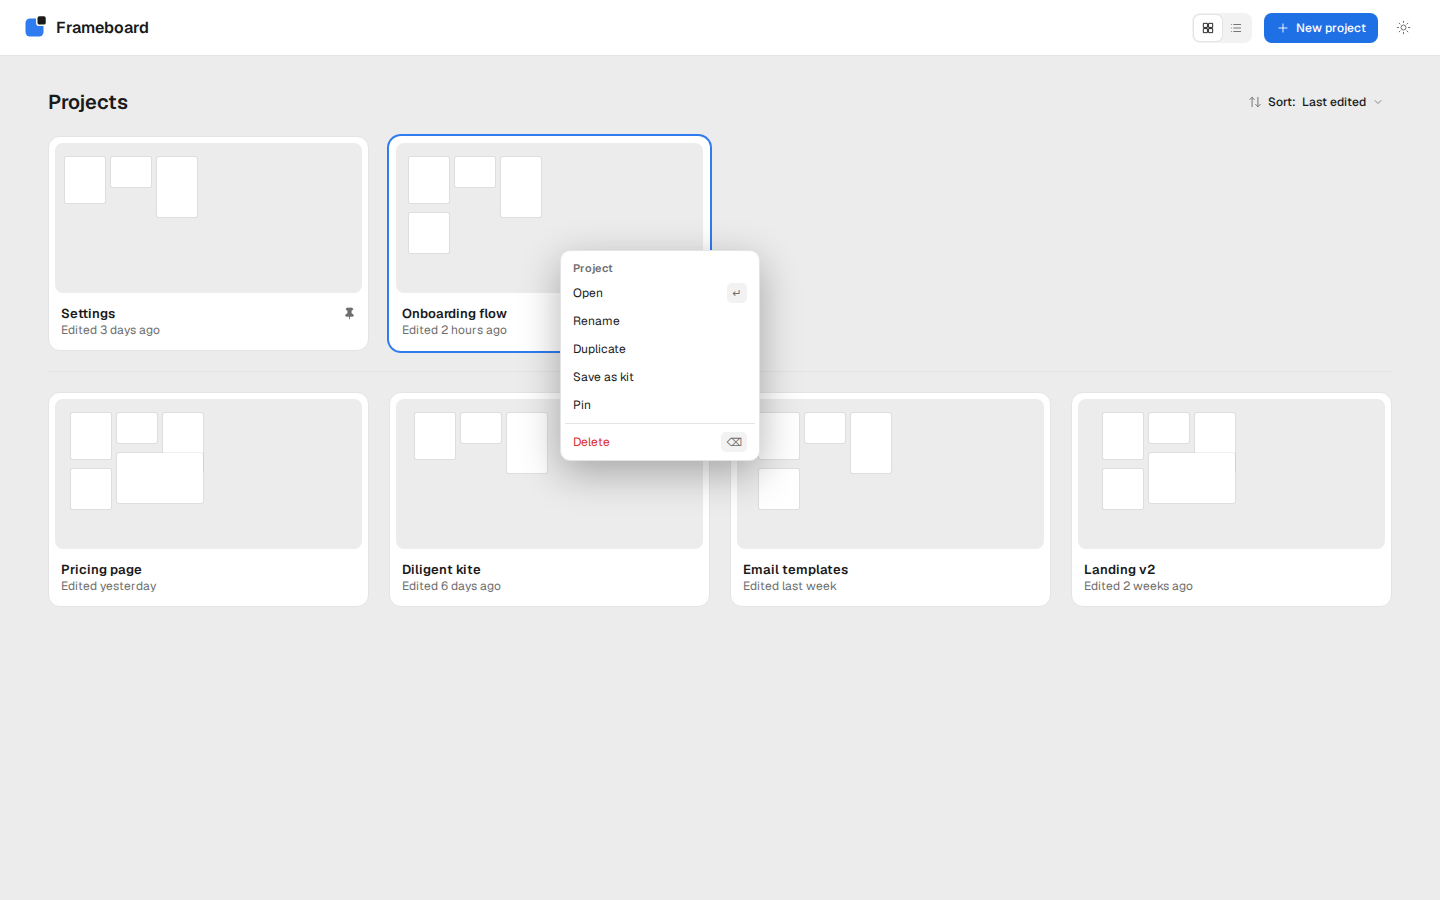 Frameboard
New project
Projects
Sort: Last edited
Settings
Edited 3 days ago
Onboarding flow
Edited 2 hours ago
Project
Open
Rename
Duplicate
Save as kit
Pin
Delete
Pricing page
Edited yesterday
Diligent kite
Edited 6 days ago
Email templates
Edited last week
Landing v2
Edited 2 weeks ago